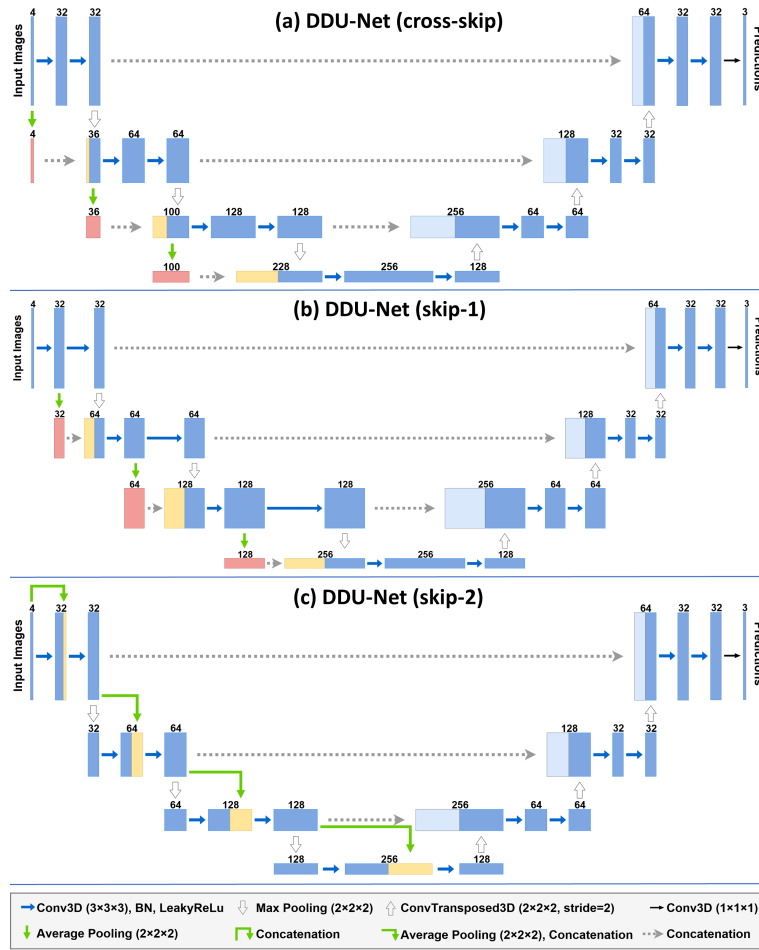 (a) DDU-Net (cross-skip)
4 32 32 64 32 32 3
Input Images
Predictions
4 36 64 64 128 32 32
36 100 128 128 256 64 64
100 228 256 128
(b) DDU-Net (skip-1)
4 32 32 64 32 32 3
Input Images
Predictions
32 64 64 64 128 32 32
64 128 128 128 256 64 64
128 256 256 128
(c) DDU-Net (skip-2)
4 32 32 64 32 32 3
Input Images
Predictions
32 64 64 128 32 32
64 128 128 256 64 64
128 256 128
Conv3D (3×3×3), BN, LeakyReLu Max Pooling (2×2×2) ConvTransposed3D (2×2×2, stride=2) Conv3D (1×1×1)
Average Pooling (2×2×2) Concatenation Average Pooling (2×2×2), Concatenation Concatenation